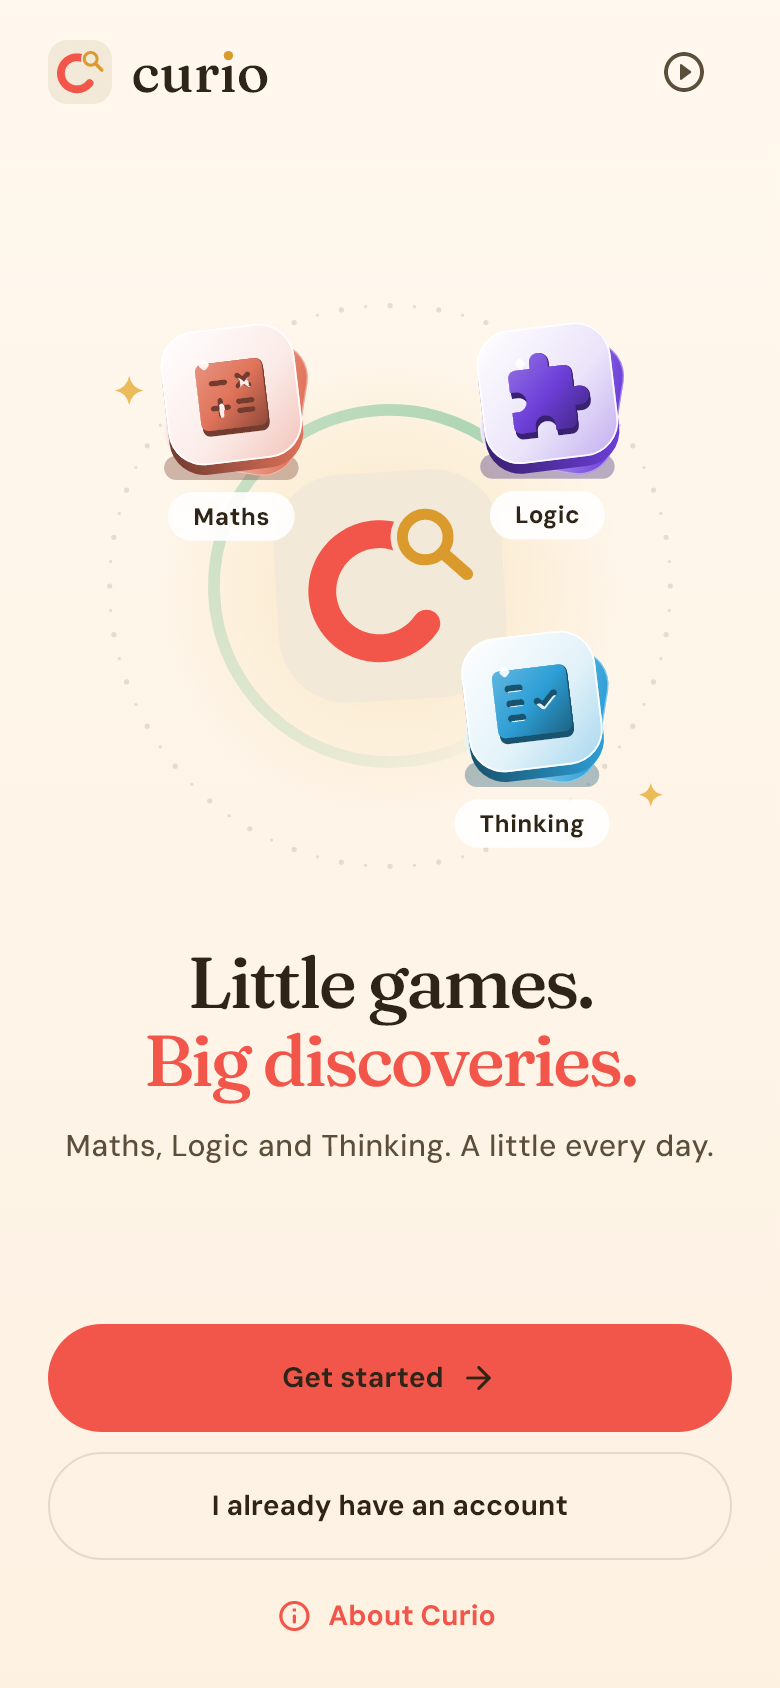 curio
Maths
Logic
Thinking
Little games.
Big discoveries.
Maths, Logic and Thinking. A little every day.
Get started
I already have an account
About Curio